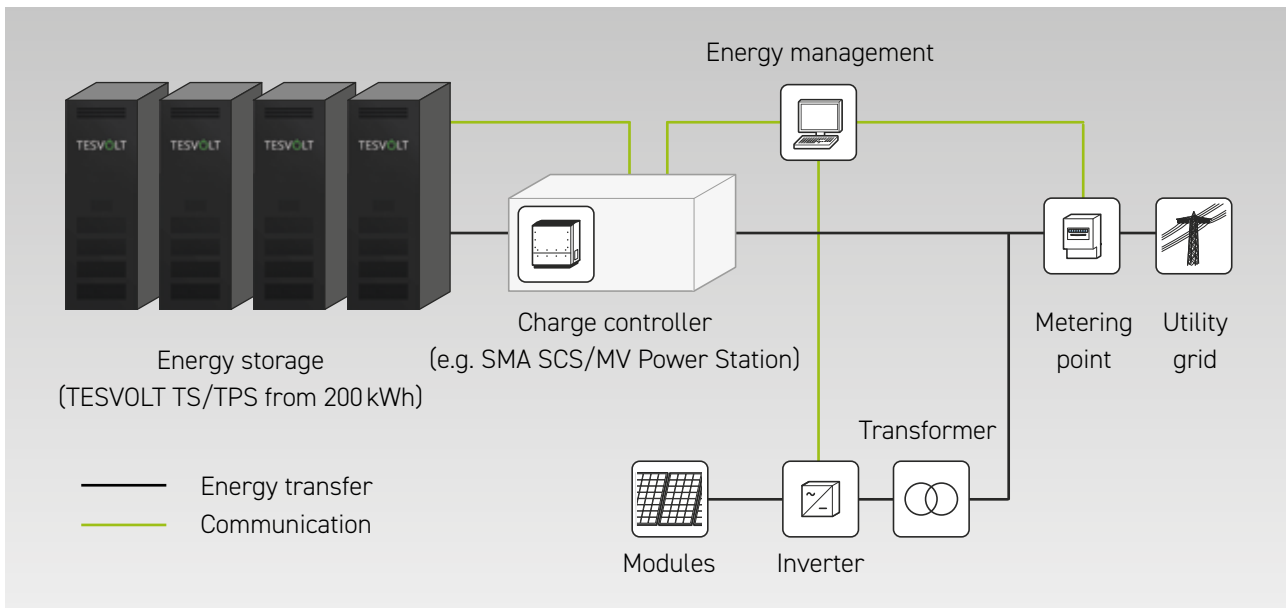 Energy management
TESVOLT TESVOLT TESVOLT TESVOLT
Charge controller
(e.g. SMA SCS/MV Power Station)
Metering
point
Utility
grid
Energy storage
(TESVOLT TS/TPS from 200 kWh)
Transformer
Energy transfer
Communication
Modules
Inverter